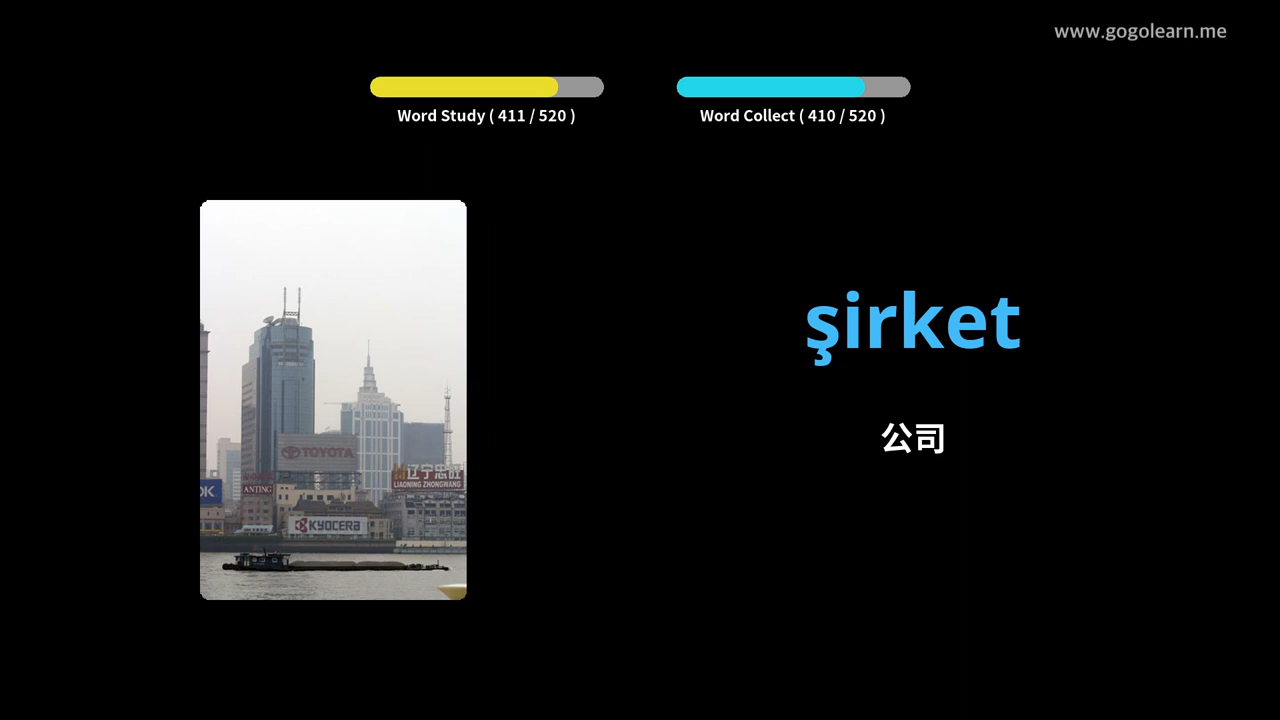 www.gogolearn.me
Word Study ( 411 / 520 )
Word Collect ( 410 / 520 )
şirket
公司
TOYOTA
辽宁忠旺
LIAONING ZHONGWANG
OK
ANTING
KYOCERA